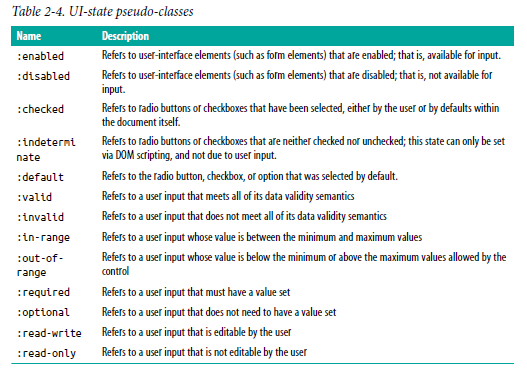 Table 2-4. UI-state pseudo-classes
Name Description
:enabled Refers to user-interface elements (such as form elements) that are enabled; that is, available for input.
:disabled Refers to user-interface elements (such as form elements) that are disabled; that is, not available for
input.
:checked Refers to radio buttons or checkboxes that have been selected, either by the user or by defaults within
the document itself.
:indetermi Refers to radio buttons or checkboxes that are neither checked nor unchecked; this state can only be set
nate via DOM scripting, and not due to user input.
:default Refers to the radio button, checkbox, or option that was selected by default.
:valid Refers to a user input that meets all of its data validity semantics
:invalid Refers to a user input that does not meet all of its data validity semantics
:in-range Refers to a user input whose value is between the minimum and maximum values
:out-of- Refers to a user input whose value is below the minimum or above the maximum values allowed by the
range control
:required Refers to a user input that must have a value set
:optional Refers to a user input that does not need to have a value set
:read-write Refers to a user input that is editable by the user
:read-only Refers to a user input that is not editable by the user